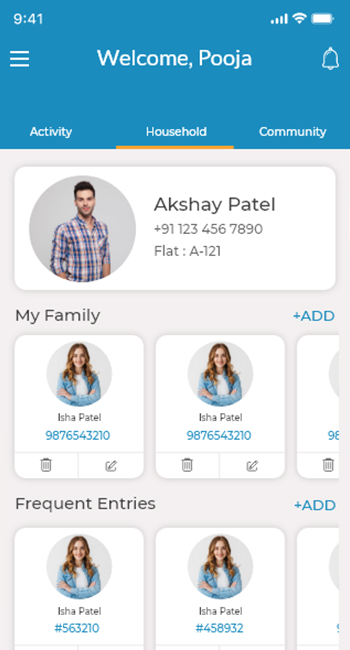 9:41
Welcome, Pooja
Activity Household Community
Akshay Patel
+91 123 456 7890
Flat : A-121
My Family +ADD
Isha Patel Isha Patel
9876543210 9876543210 98
Frequent Entries +ADD
Isha Patel Isha Patel
#563210 #458932